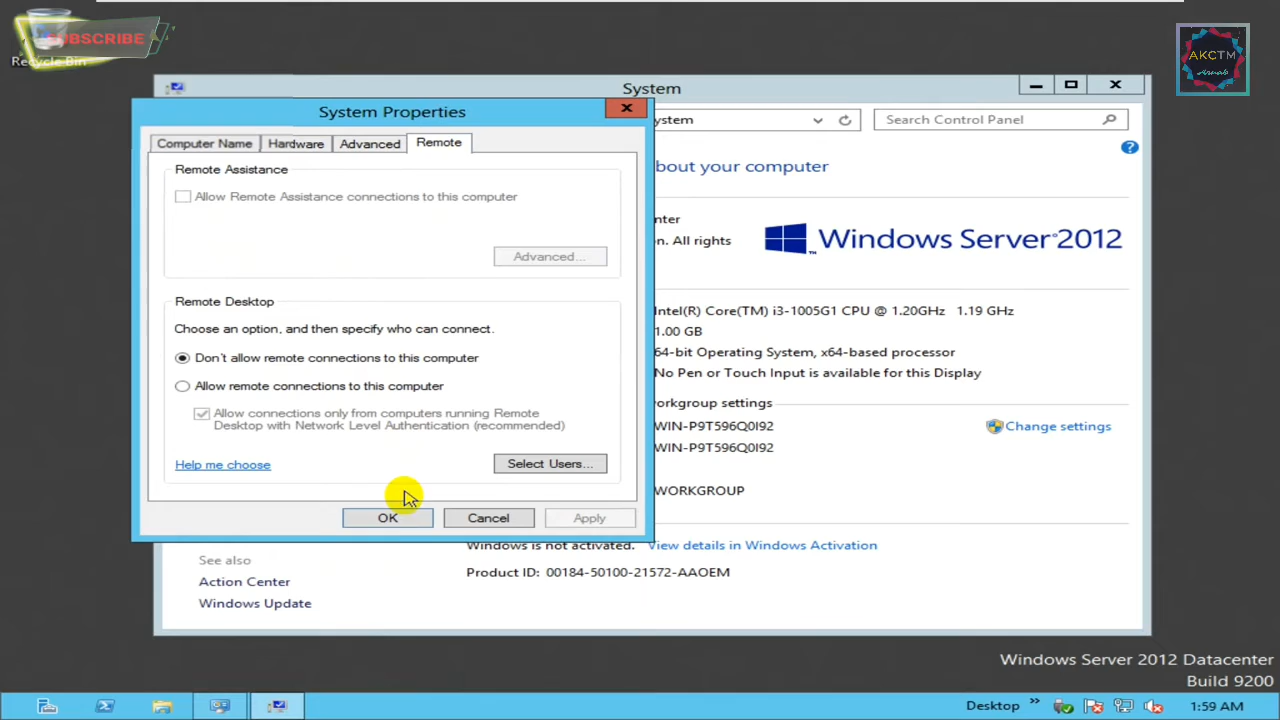 SUBSCRIBE
Recycle Bin
AKCTM
Arnab
System
System Properties
ystem
Search Control Panel
Computer Name
Hardware
Advanced
Remote
bout your computer
Remote Assistance
Allow Remote Assistance connections to this computer
Advanced...
nter
on. All rights
Windows Server 2012
Remote Desktop
Choose an option, and then specify who can connect.
Don't allow remote connections to this computer
Allow remote connections to this computer
Allow connections only from computers running Remote
Desktop with Network Level Authentication (recommended)
Help me choose
Select Users...
OK
Cancel
Apply
Intel(R) Core(TM) i3-1005G1 CPU @ 1.20GHz 1.19 GHz
1.00 GB
64-bit Operating System, x64-based processor
No Pen or Touch Input is available for this Display
workgroup settings
WIN-P9T596Q0I92
Change settings
WIN-P9T596Q0I92
WORKGROUP
Windows is not activated. View details in Windows Activation
Product ID: 00184-50100-21572-AAOEM
See also
Action Center
Windows Update
Windows Server 2012 Datacenter
Build 9200
Desktop
1:59 AM